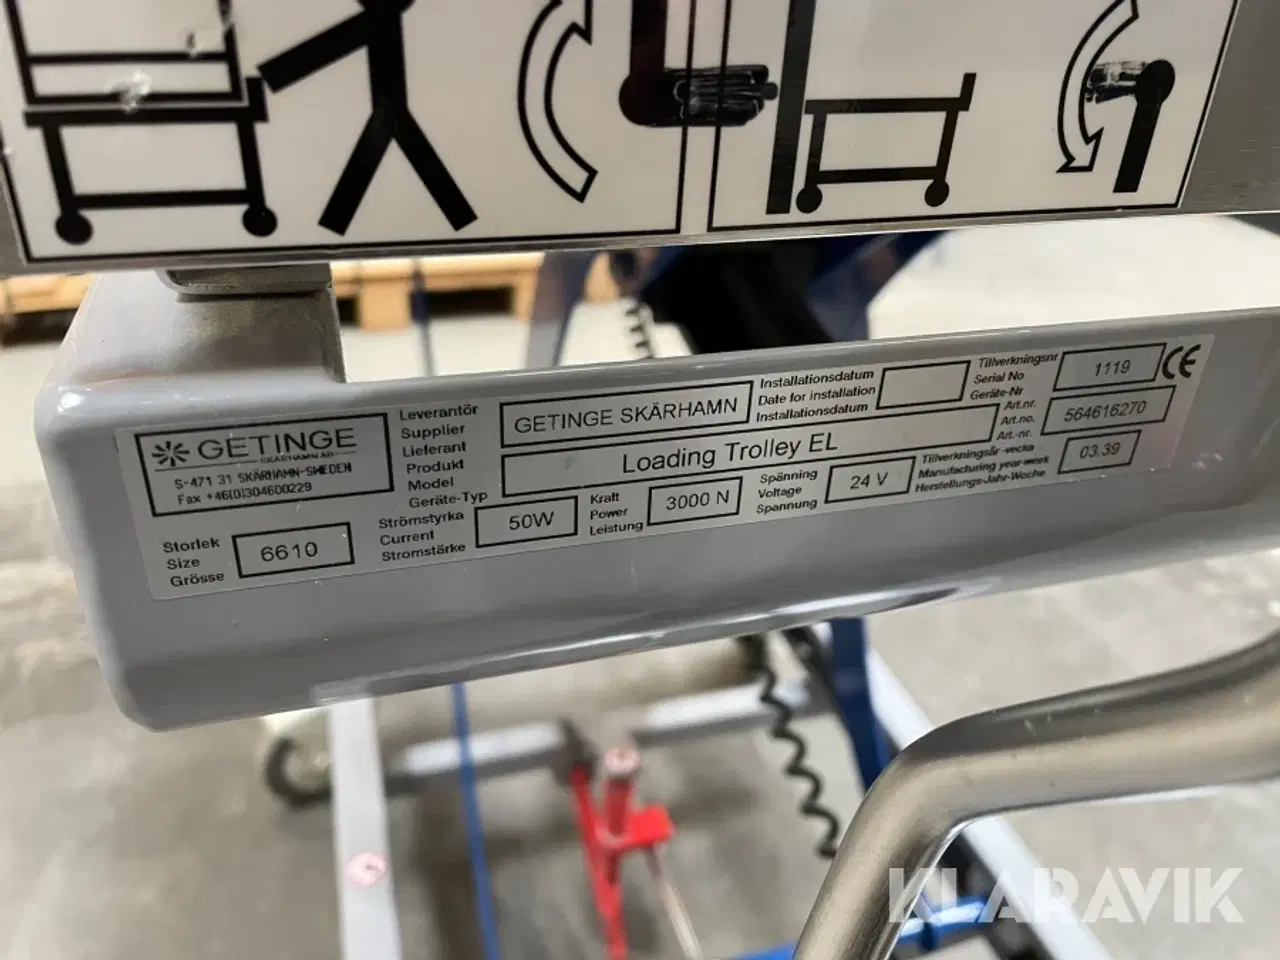 GETINGE
SKÄRHAMN AB
S-471 31 SKÄRHAMN-SWEDEN
Fax +46(0)304600229
Leverantör
Supplier
Lieferant
GETINGE SKÄRHAMN
Installationsdatum
Date for installation
Installationsdatum
Tillverkningsnr
Serial No
Geräte-Nr
1119
CE
Produkt
Model
Geräte-Typ
Loading Trolley EL
Art.nr.
Art.no.
Art.-nr.
564616270
Storlek
Size
Grösse
6610
Strömstyrka
Current
Stromstärke
50W
Kraft
Power
Leistung
3000 N
Spänning
Voltage
Spannung
24 V
Tillverkningsår-vecka
Manufacturing year-week
Herstellungs-Jahr-Woche
03.39
KLARAVIK